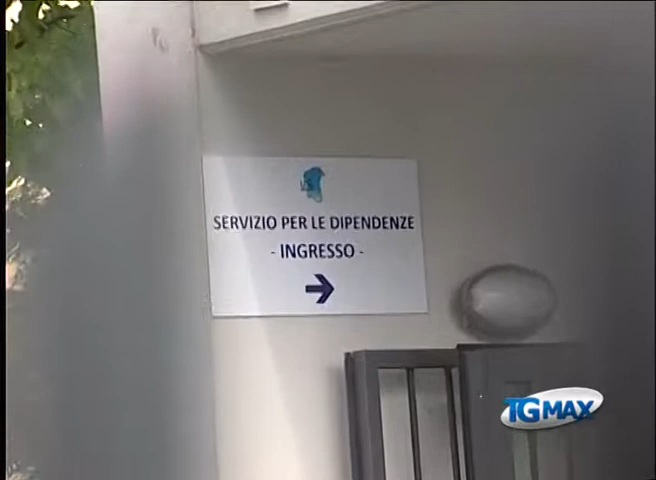 SERVIZIO PER LE DIPENDENZE
- INGRESSO -
TGMAX